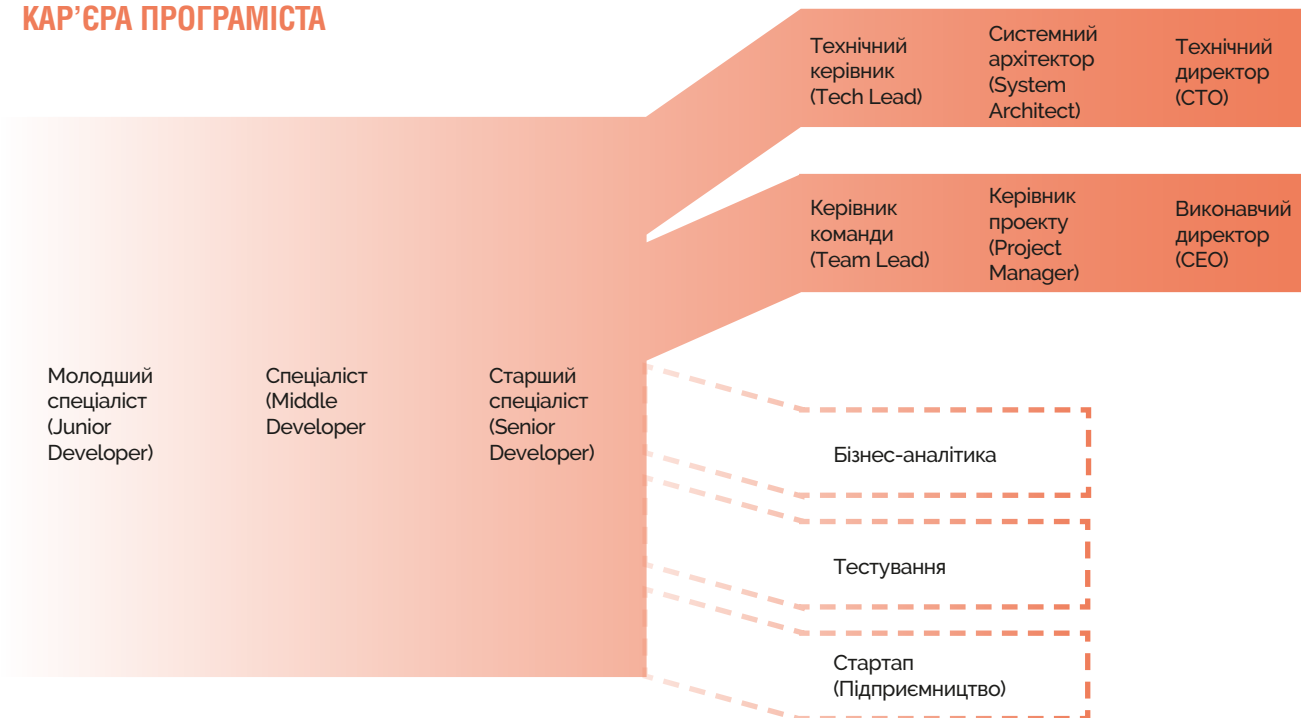 КАР’ЄРА ПРОГРАМІСТА
Технічний
керівник
(Tech Lead)
Системний
архітектор
(System
Architect)
Технічний
директор
(CTO)
Керівник
команди
(Team Lead)
Керівник
проекту
(Project
Manager)
Виконавчий
директор
(CEO)
Молодший
спеціаліст
(Junior
Developer)
Спеціаліст
(Middle
Developer
Старший
спеціаліст
(Senior
Developer)
Бізнес-аналітика
Тестування
Стартап
(Підприємництво)